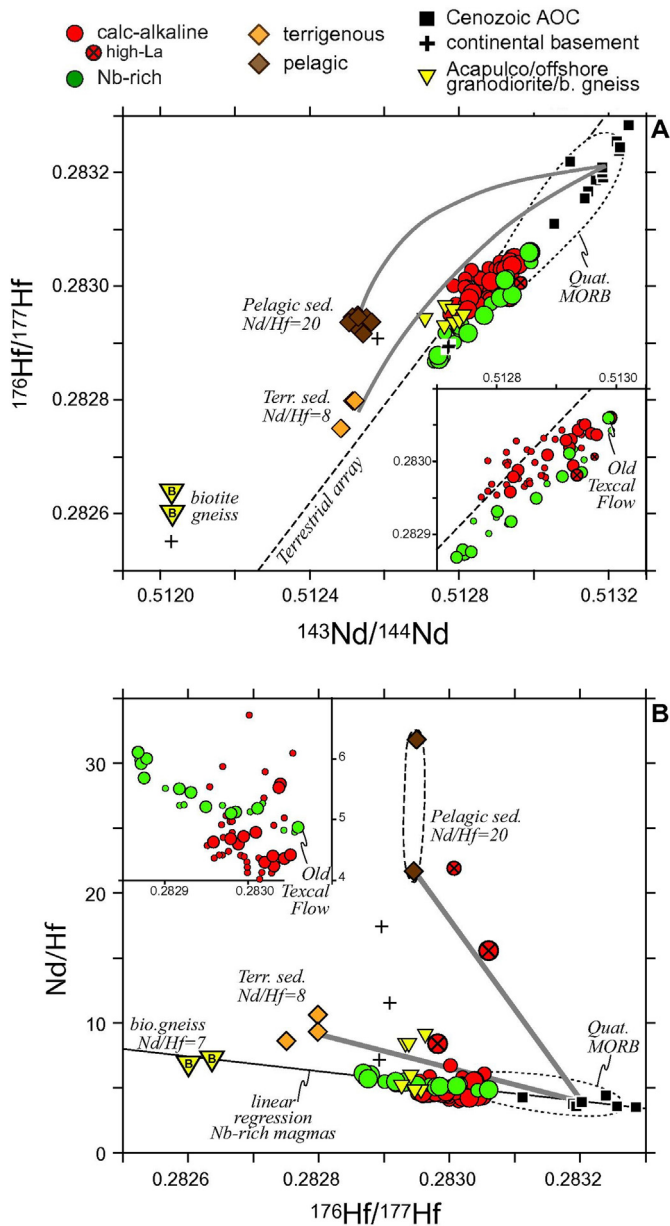 calc-alkaline
high-La
Nb-rich
terrigenous
pelagic
Cenozoic AOC
continental basement
Acapulco/offshore
granodiorite/b. gneiss
A
0.2832
0.2830
0.2828
0.2826
176Hf/177Hf
Pelagic sed.
Nd/Hf=20
Terr. sed.
Nd/Hf=8
B
B
biotite
gneiss
Terrestrial array
Quat.
MORB
0.5128
0.5130
0.2830
0.2829
Old
Texcal
Flow
0.5120
0.5124
0.5128
0.5132
143Nd/144Nd
B
30
20
10
0
Nd/Hf
6
5
4
0.2829
0.2830
Old
Texcal
Flow
Pelagic sed.
Nd/Hf=20
Terr. sed.
Nd/Hf=8
bio.gneiss
Nd/Hf=7
B
B
Quat.
MORB
linear
regression
Nb-rich magmas
0.2826
0.2828
0.2830
0.2832
176Hf/177Hf